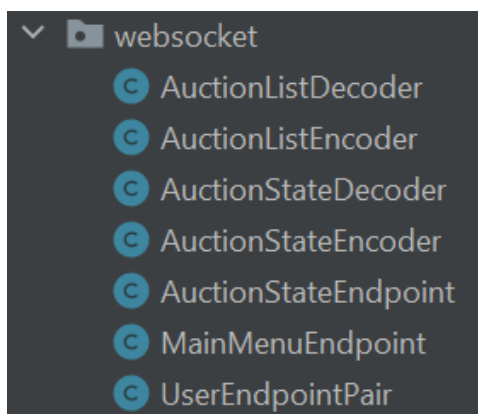 websocket
C AuctionListDecoder
C AuctionListEncoder
C AuctionStateDecoder
C AuctionStateEncoder
C AuctionStateEndpoint
C MainMenuEndpoint
C UserEndpointPair